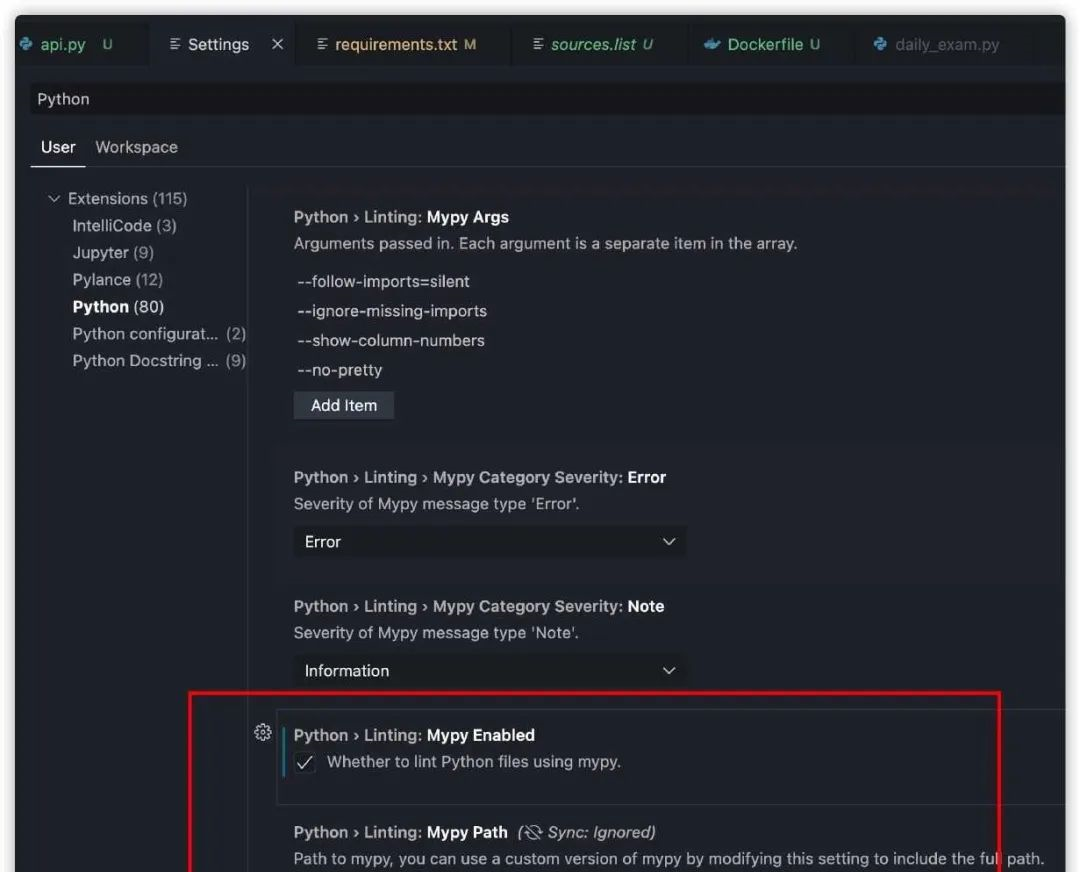 api.py U Settings × requirements.txt M sources.list U Dockerfile U daily_exam.py
Python
User Workspace
Extensions (115)
IntelliCode (3)
Jupyter (9)
Pylance (12)
Python (80)
Python configurat... (2)
Python Docstring ... (9)
Python › Linting: Mypy Args
Arguments passed in. Each argument is a separate item in the array.
--follow-imports=silent
--ignore-missing-imports
--show-column-numbers
--no-pretty
Add Item
Python › Linting › Mypy Category Severity: Error
Severity of Mypy message type 'Error'.
Error
Python › Linting › Mypy Category Severity: Note
Severity of Mypy message type 'Note'.
Information
Python › Linting: Mypy Enabled
Whether to lint Python files using mypy.
Python › Linting: Mypy Path (Sync: Ignored)
Path to mypy, you can use a custom version of mypy by modifying this setting to include the full path.